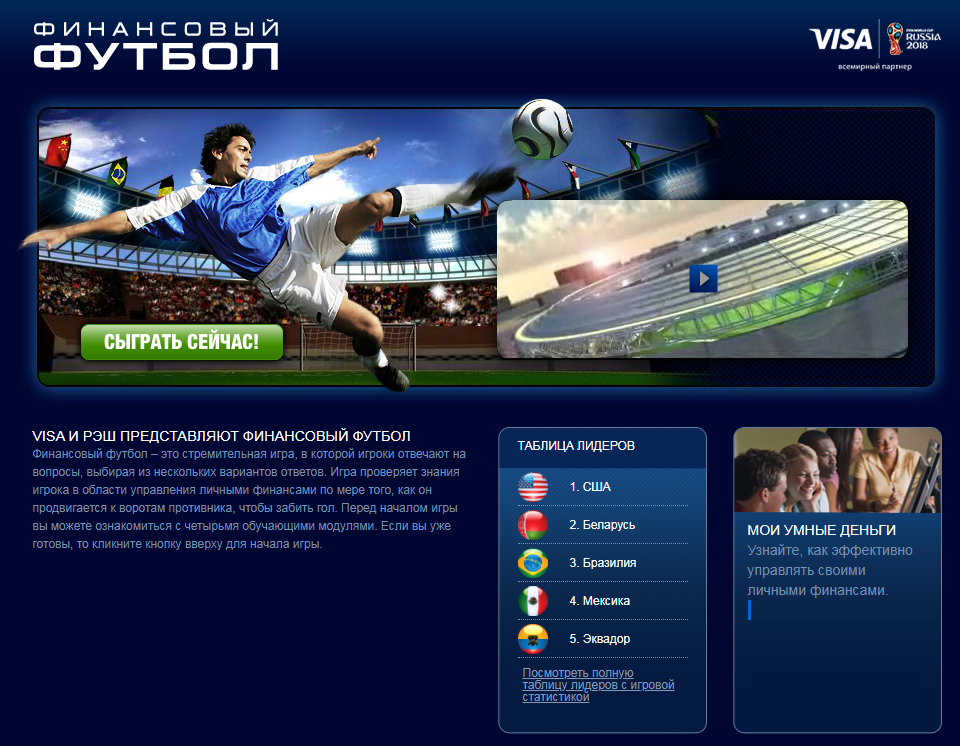 ФИНАНСОВЫЙ
ФУТБОЛ
VISA
FIFA WORLD CUP
RUSSIA
2018
всемирный партнер
СЫГРАТЬ СЕЙЧАС!
VISA И РЭШ ПРЕДСТАВЛЯЮТ ФИНАНСОВЫЙ ФУТБОЛ
Финансовый футбол – это стремительная игра, в которой игроки отвечают на
вопросы, выбирая из нескольких вариантов ответов. Игра проверяет знания
игрока в области управления личными финансами по мере того, как он
продвигается к воротам противника, чтобы забить гол. Перед началом игры
вы можете ознакомиться с четырьмя обучающими модулями. Если вы уже
готовы, то кликните кнопку вверху для начала игры.
ТАБЛИЦА ЛИДЕРОВ
1. США
2. Беларусь
3. Бразилия
4. Мексика
5. Эквадор
Посмотреть полную
таблицу лидеров с игровой
статистикой
МОИ УМНЫЕ ДЕНЬГИ
Узнайте, как эффективно
управлять своими
личными финансами.